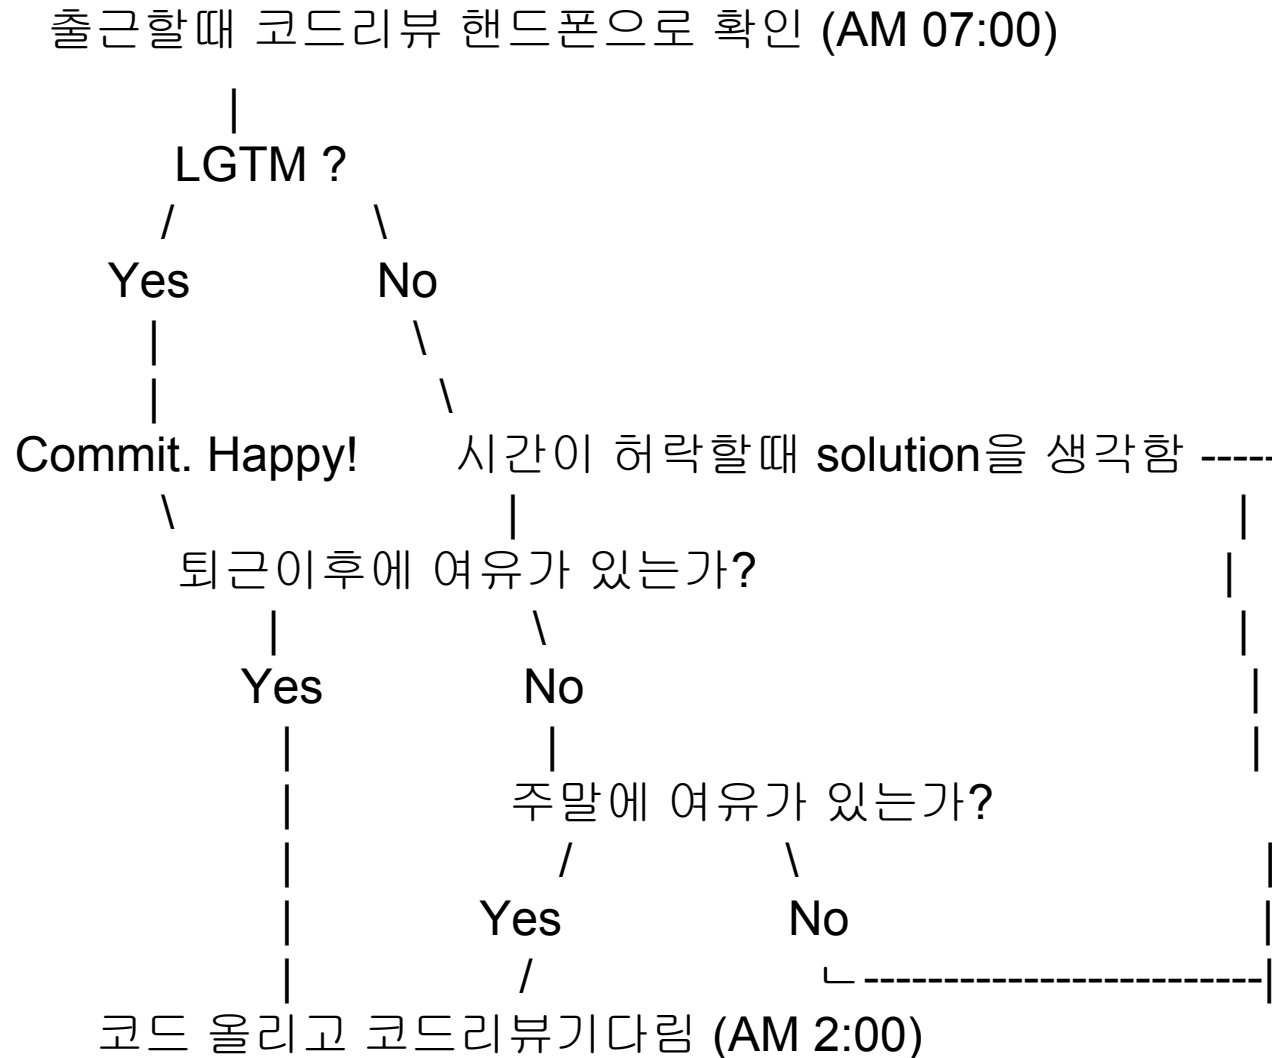 출근할때 코드리뷰 핸드폰으로 확인 (AM 07:00)
|
LGTM ?
/ \
Yes No
| \
| \
Commit. Happy! 시간이 허락할때 solution을 생각함 -----
\ | |
퇴근이후에 여유가 있는가? |
| \ |
Yes No |
| | |
| 주말에 여유가 있는가?
| / \ |
| Yes No |
| / ㄴ-------------------------|
코드 올리고 코드리뷰기다림 (AM 2:00)